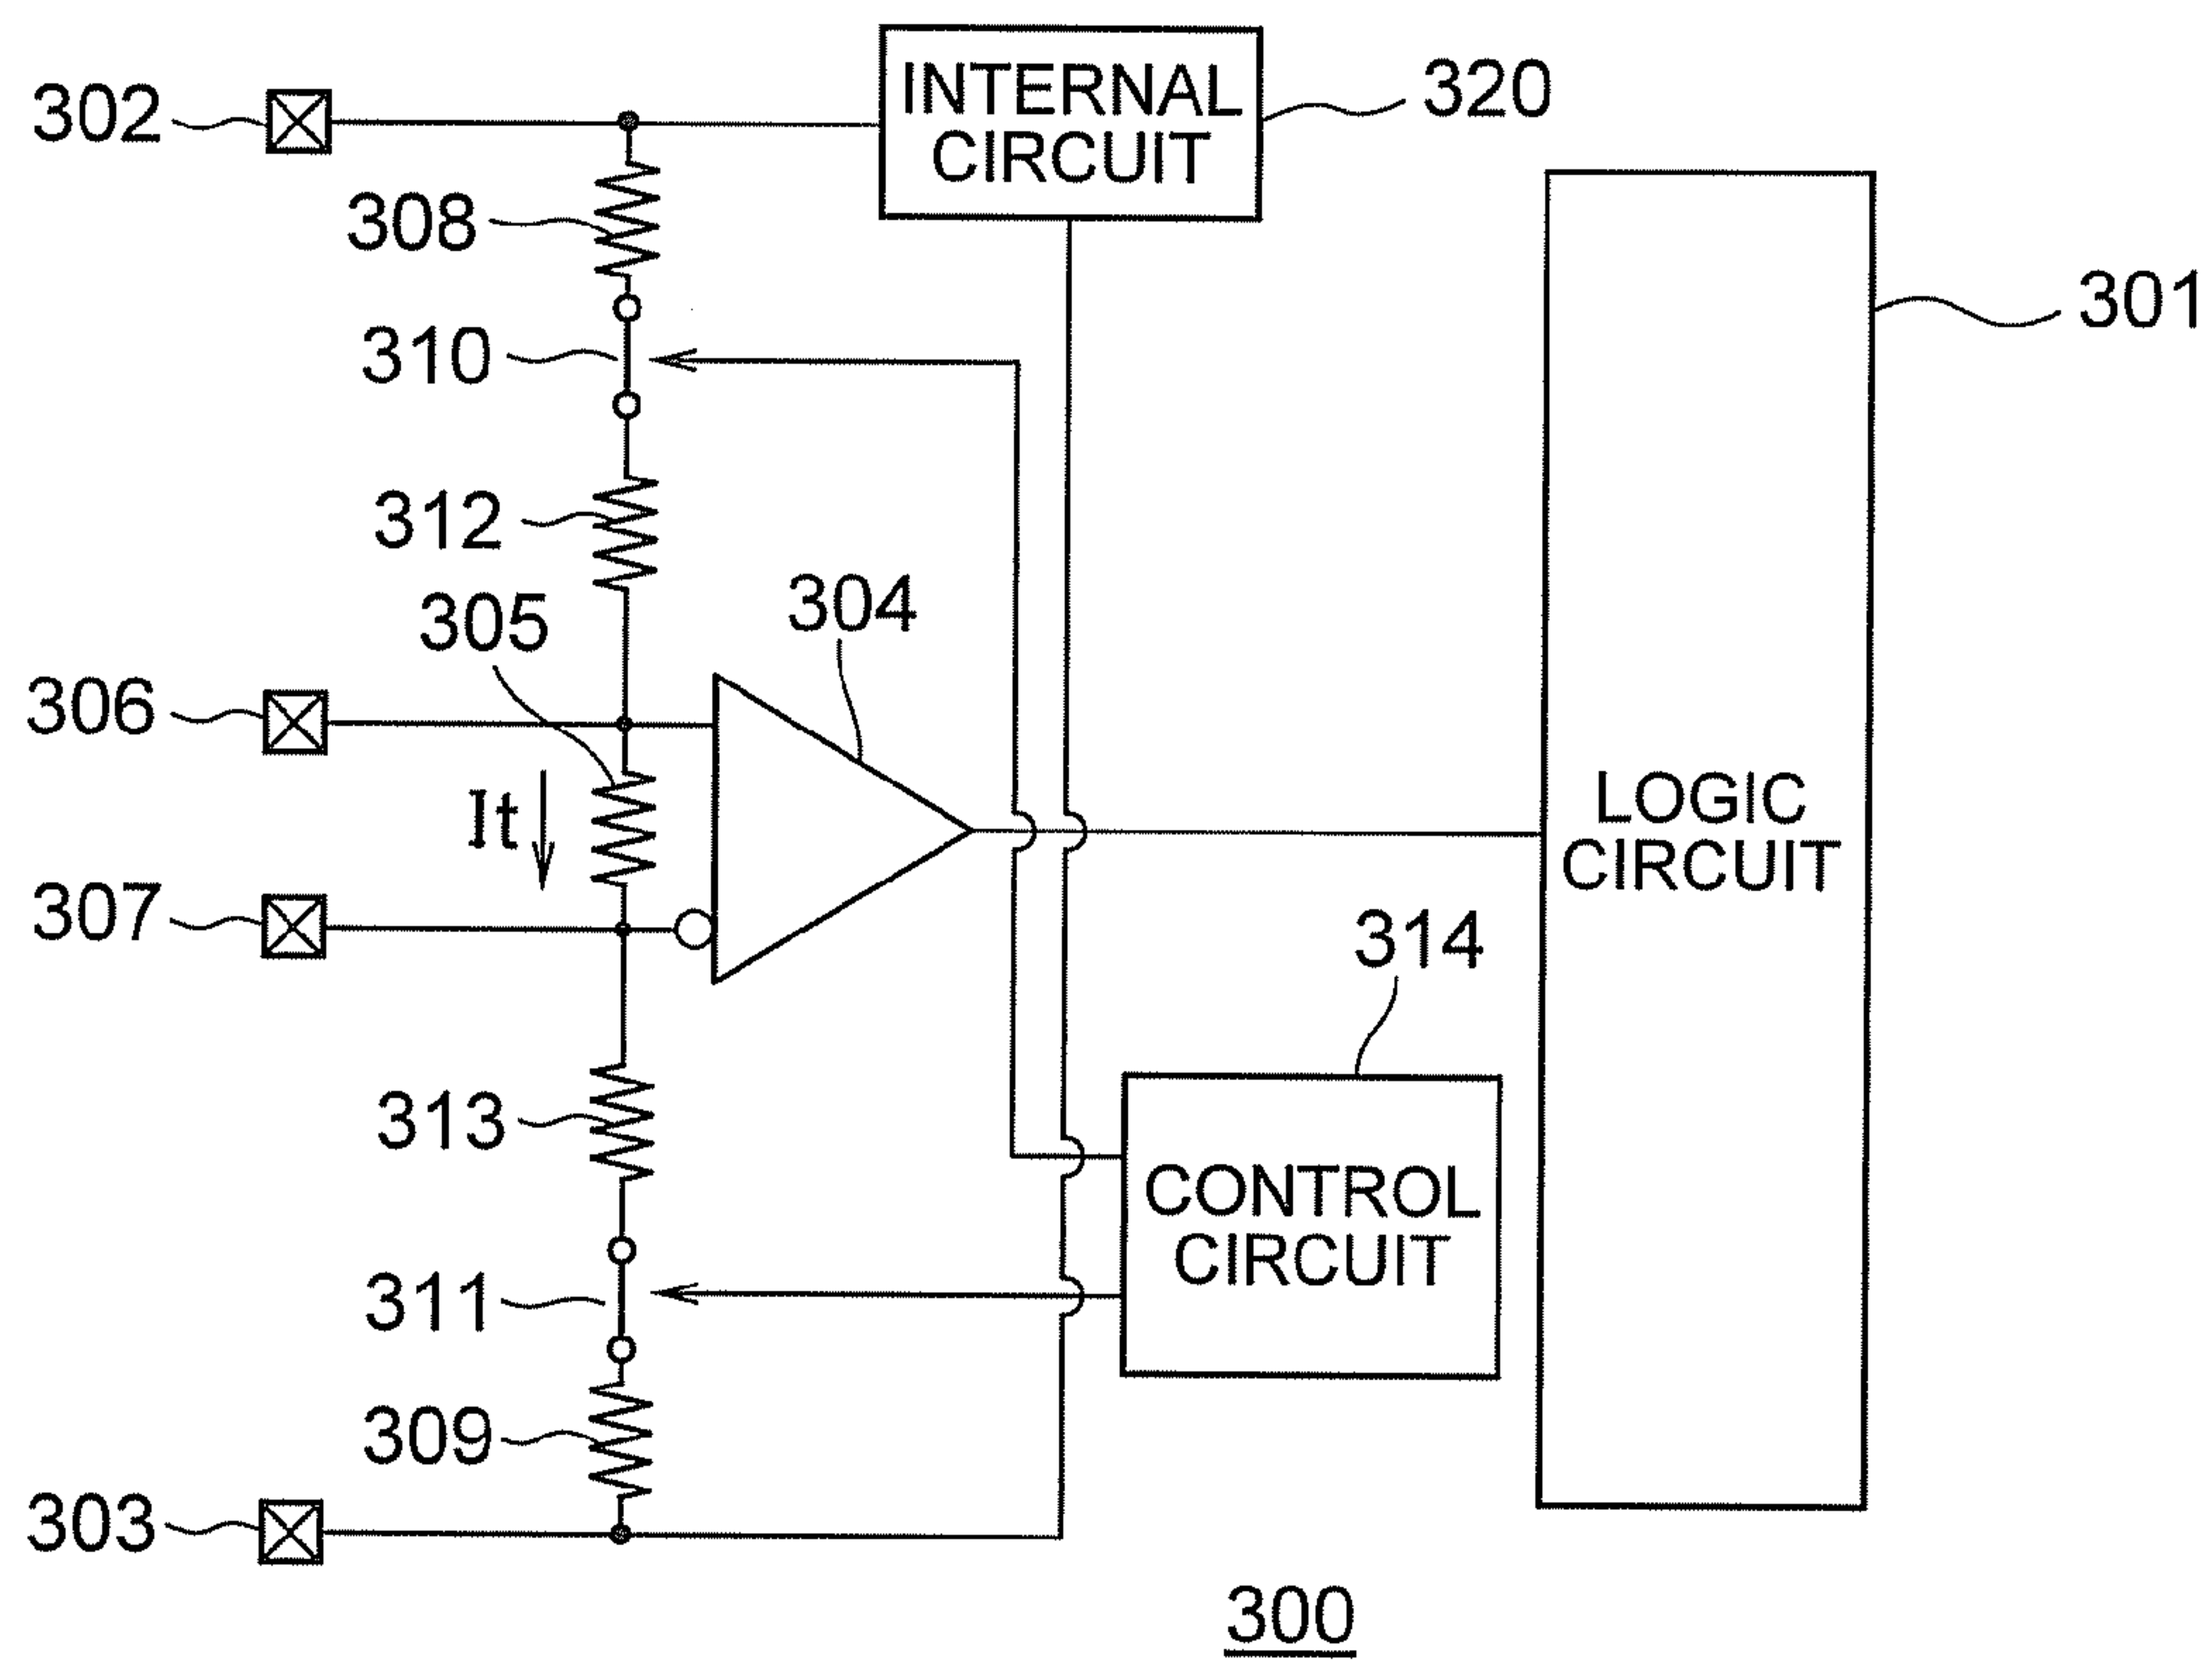 302
INTERNAL
CIRCUIT
320
308
301
310
312
305
304
306
It
LOGIC
CIRCUIT
307
314
313
CONTROL
CIRCUIT
311
309
303
300